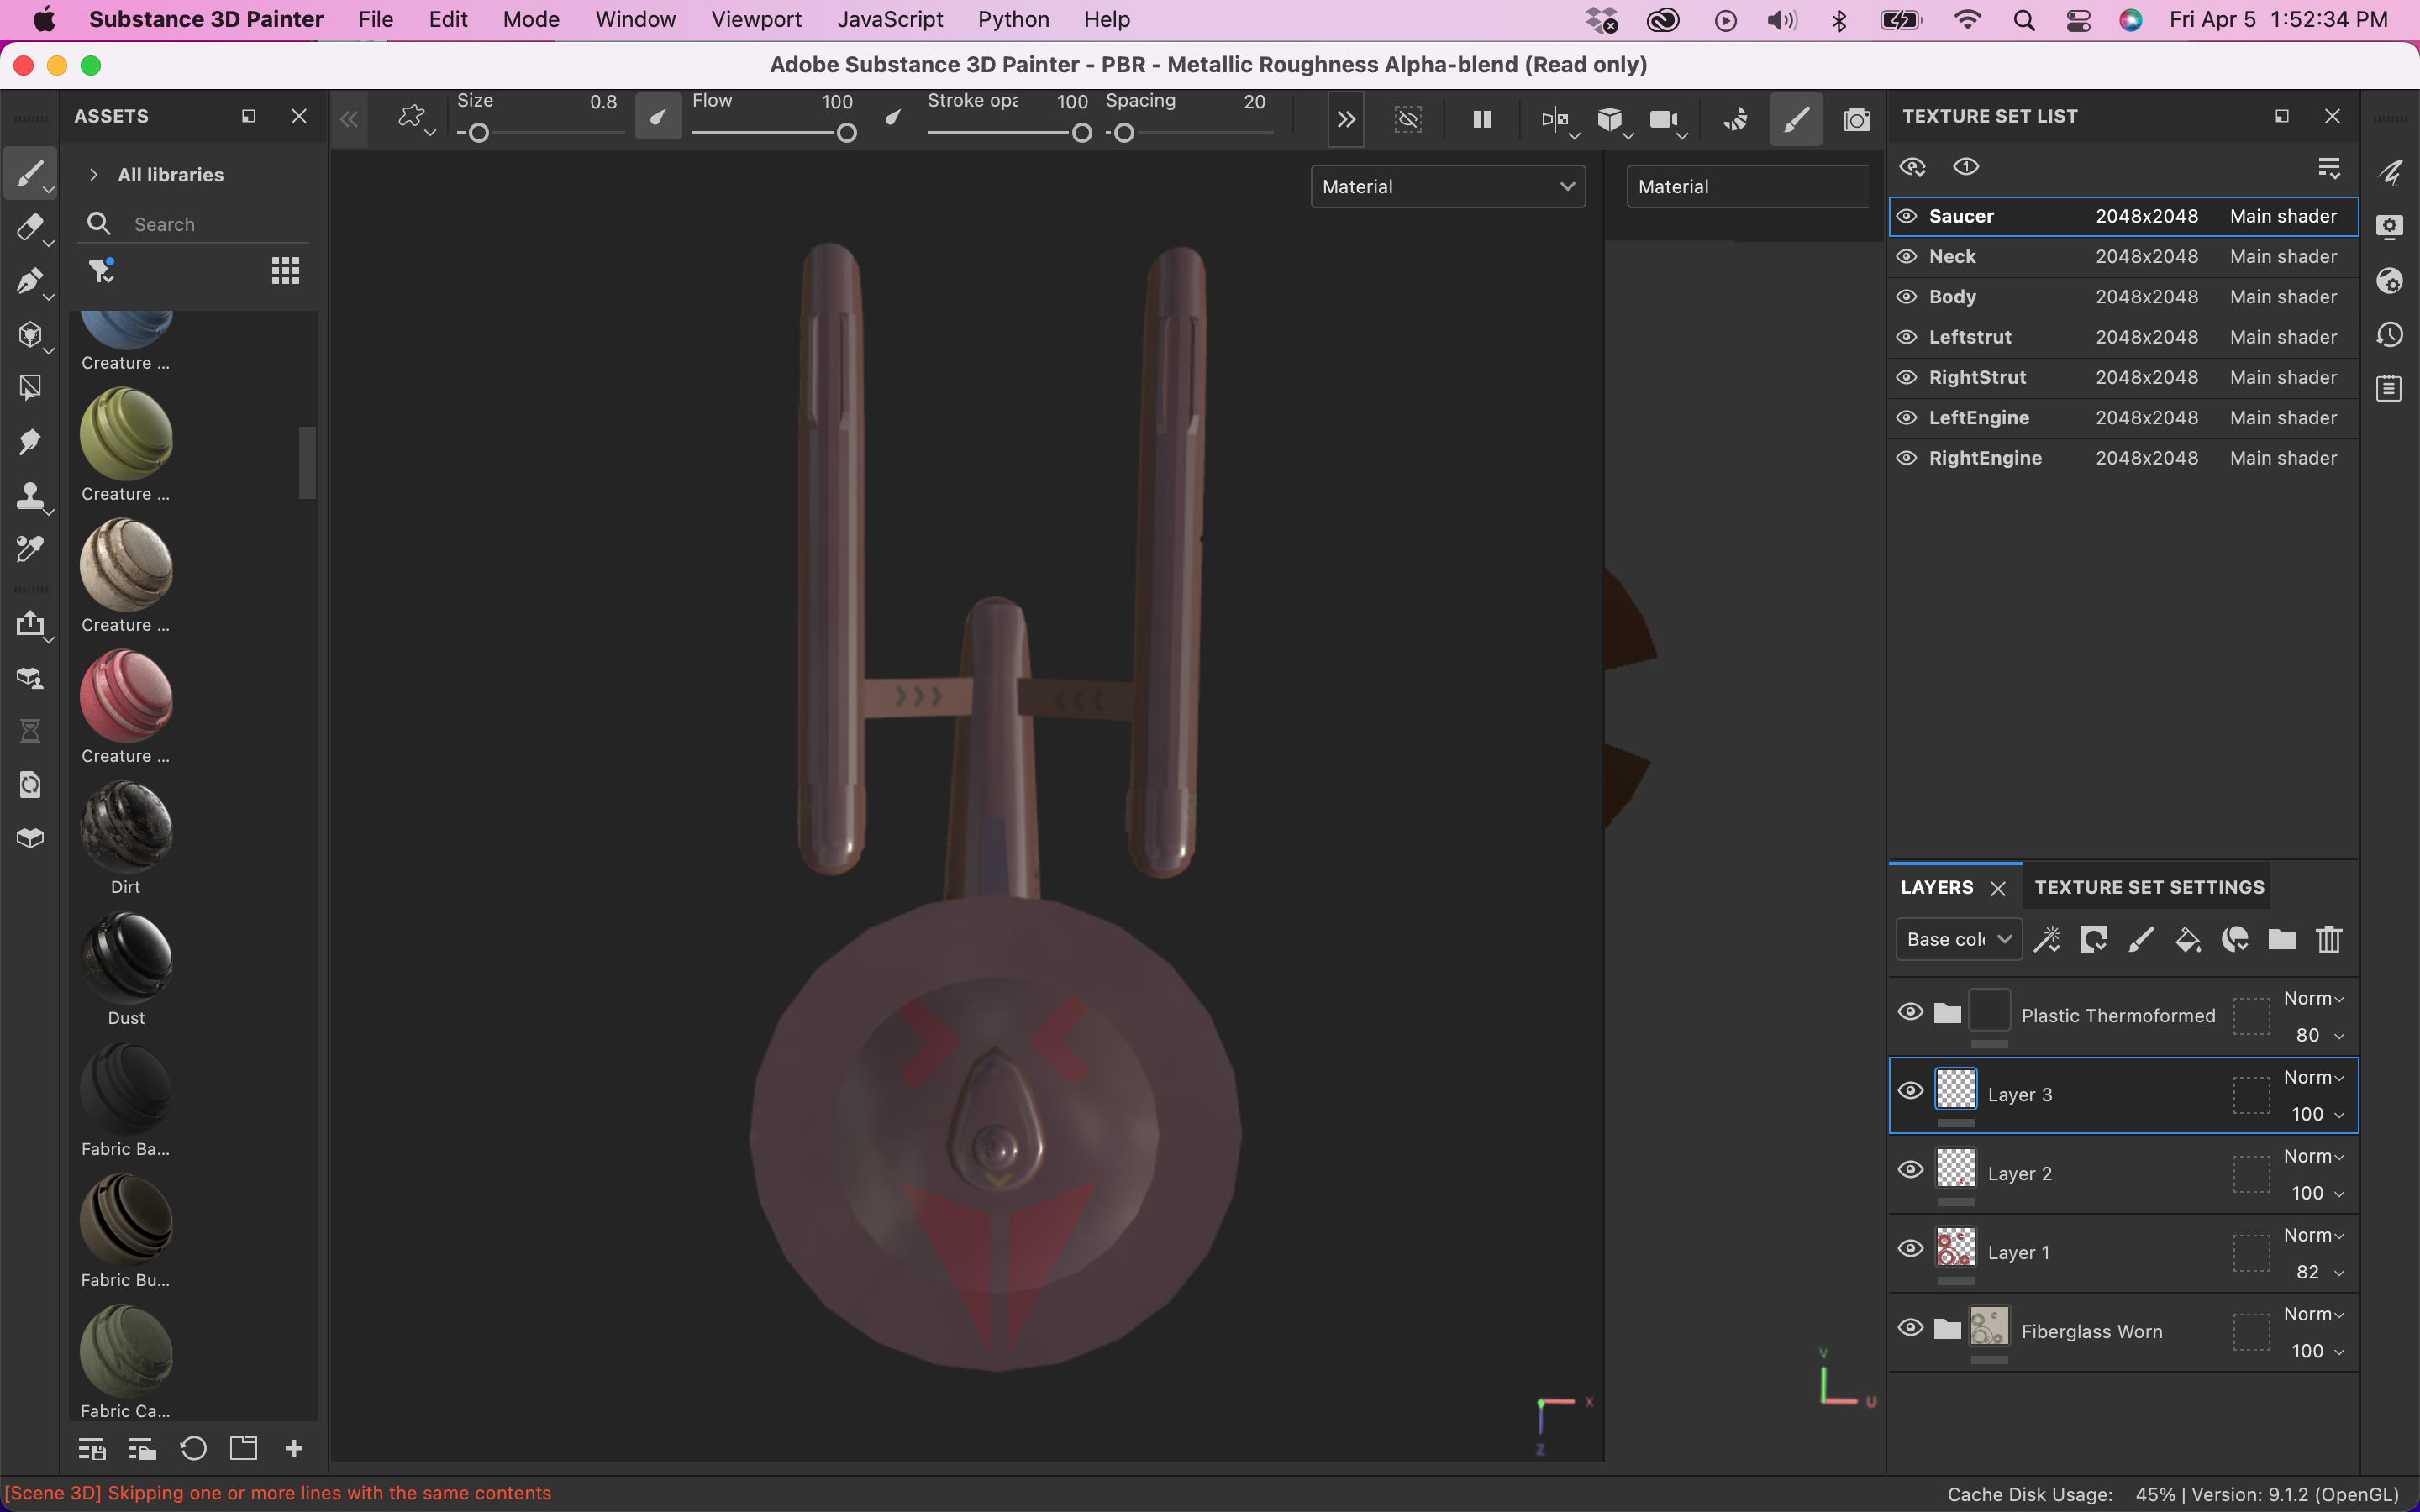 Substance 3D Painter File Edit Mode Window Viewport JavaScript Python Help Fri Apr 5 1:52:34 PM
Adobe Substance 3D Painter - PBR - Metallic Roughness Alpha-blend (Read only)
ASSETS
Size 0.8 Flow 100 Stroke opa 100 Spacing 20
All libraries
Search
Creature ...
Creature ...
Creature ...
Creature ...
Dirt
Dust
Fabric Ba...
Fabric Bu...
Fabric Ca...
Material
Material
X
Z
V
U
TEXTURE SET LIST
1
Saucer 2048x2048 Main shader
Neck 2048x2048 Main shader
Body 2048x2048 Main shader
Leftstrut 2048x2048 Main shader
RightStrut 2048x2048 Main shader
LeftEngine 2048x2048 Main shader
RightEngine 2048x2048 Main shader
LAYERS TEXTURE SET SETTINGS
Base col
Plastic Thermoformed Norm
80
Layer 3 Norm
100
Layer 2 Norm
100
Layer 1 Norm
82
Fiberglass Worn Norm
100
[Scene 3D] Skipping one or more lines with the same contents
Cache Disk Usage: 45% | Version: 9.1.2 (OpenGL)